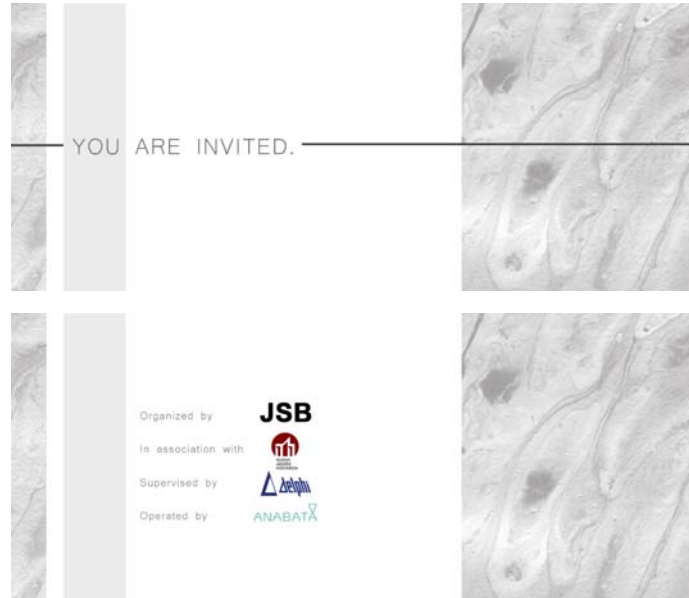 YOU ARE INVITED.
Organized by JSB
In association with
Supervised by delphi
Operated by ANABATA